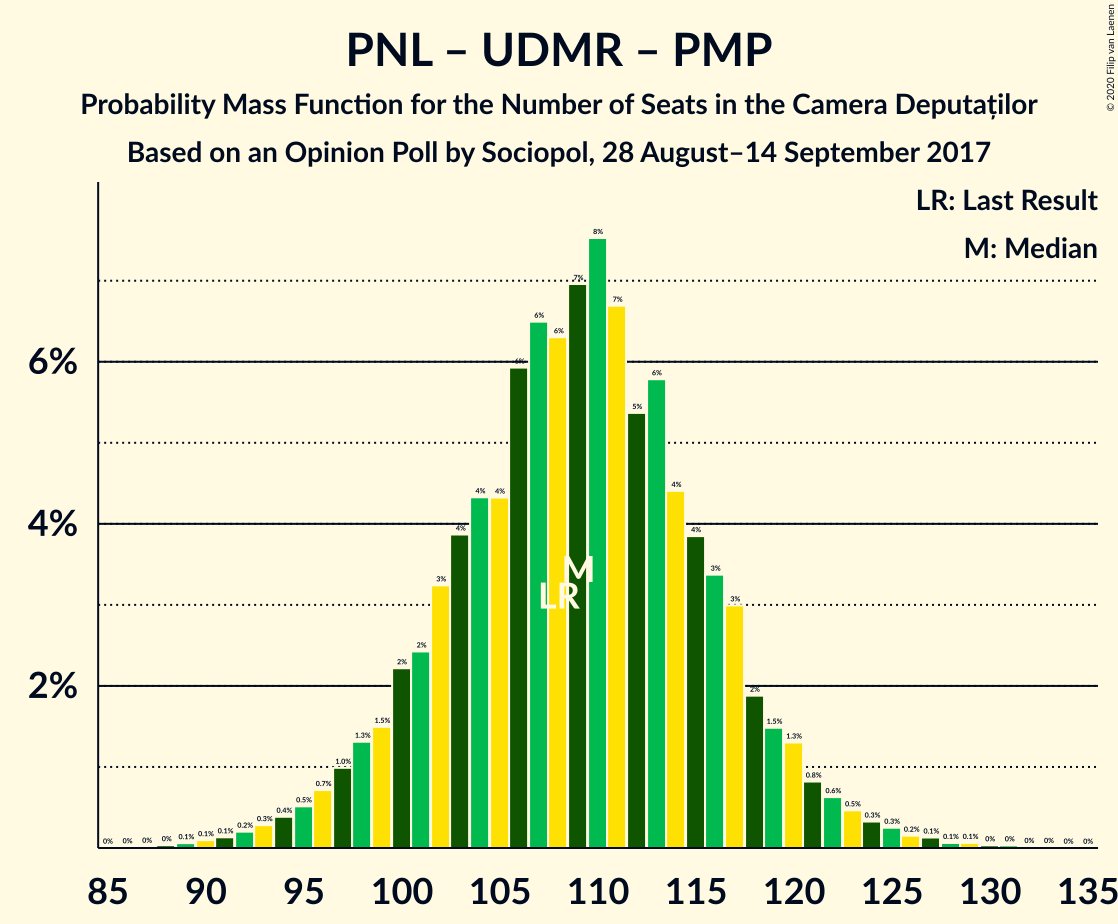 PNL – UDMR – PMP
Probability Mass Function for the Number of Seats in the Camera Deputaților
Based on an Opinion Poll by Sociopol, 28 August–14 September 2017
© 2020 Filip van Laenen
LR: Last Result
M: Median
6%
4%
2%
0% 0% 0% 0% 0.1% 0.1% 0.1% 0.2% 0.3% 0.4% 0.5% 0.7% 1.0% 1.3% 1.5% 2% 2% 3% 4% 4% 4% 6% 6% 6% 7% 8% 7% 5% 6% 4% 4% 3% 3% 2% 1.5% 1.3% 0.8% 0.6% 0.5% 0.3% 0.3% 0.2% 0.1% 0.1% 0.1% 0% 0% 0% 0% 0% 0%
M
LR
85 90 95 100 105 110 115 120 125 130 135